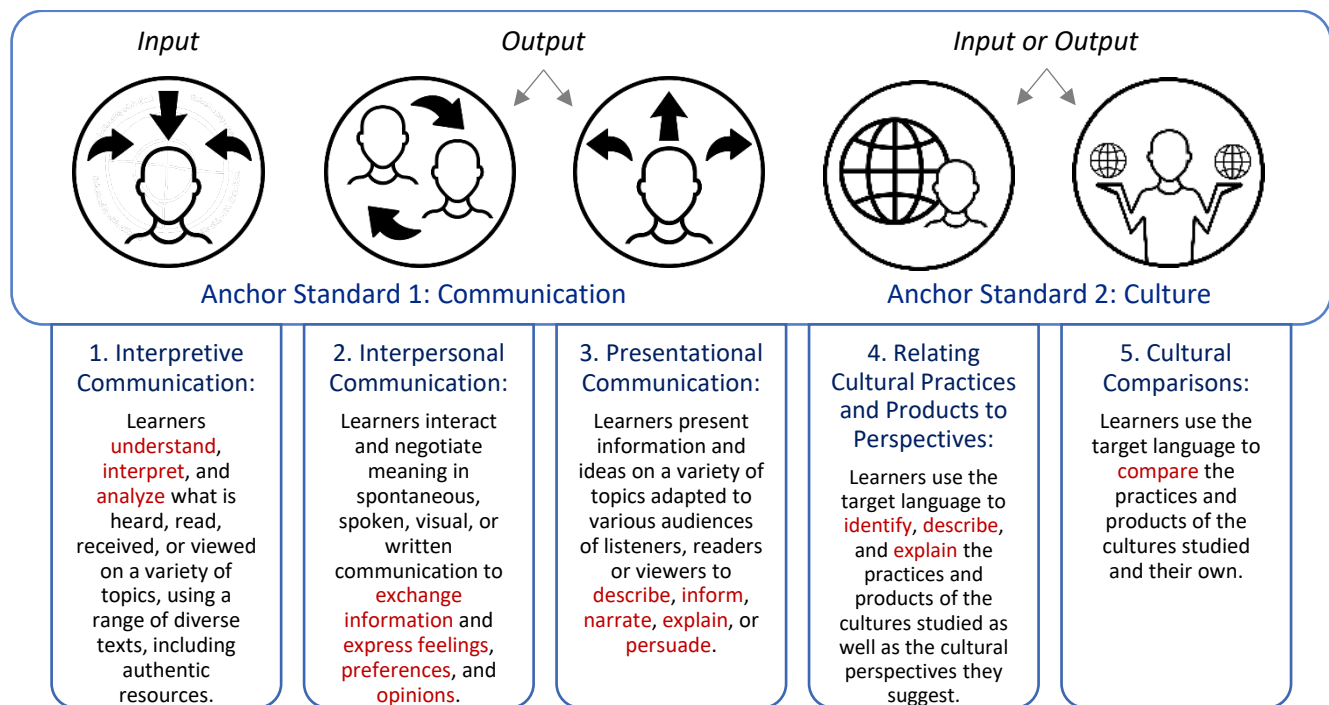 Input
Output
Input or Output
Anchor Standard 1: Communication
Anchor Standard 2: Culture
1. Interpretive
Communication:
Learners
understand,
interpret, and
analyze what is
heard, read,
received, or viewed
on a variety of
topics, using a
range of diverse
texts, including
authentic
resources.
2. Interpersonal
Communication:
Learners interact
and negotiate
meaning in
spontaneous,
spoken, visual, or
written
communication to
exchange
information and
express feelings,
preferences, and
opinions.
3. Presentational
Communication:
Learners present
information and
ideas on a variety of
topics adapted to
various audiences
of listeners, readers
or viewers to
describe, inform,
narrate, explain, or
persuade.
4. Relating
Cultural Practices
and Products to
Perspectives:
Learners use the
target language to
identify, describe,
and explain the
practices and
products of the
cultures studied as
well as the cultural
perspectives they
suggest.
5. Cultural
Comparisons:
Learners use the
target language to
compare the
practices and
products of the
cultures studied
and their own.